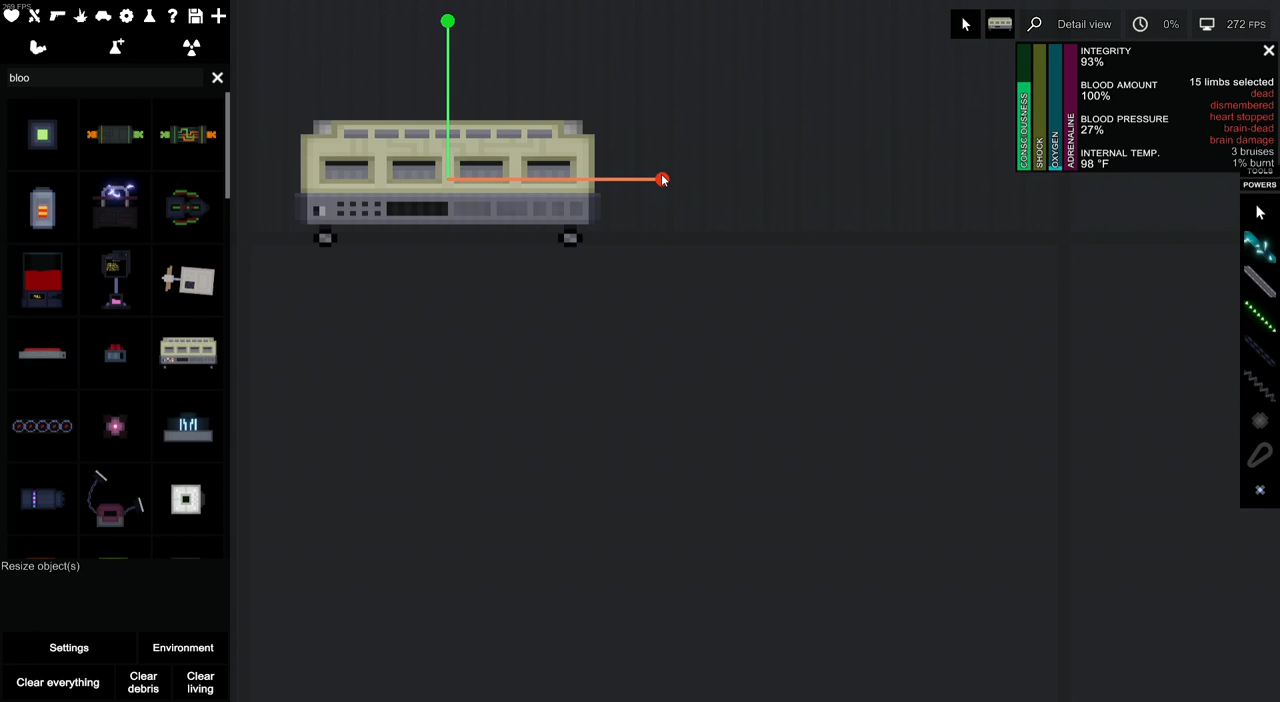 269 FPS
Detail view
0%
272 FPS
bloo
INTEGRITY
93%
BLOOD AMOUNT
100%
BLOOD PRESSURE
27%
INTERNAL TEMP.
98 °F
15 limbs selected
dead
dismembered
heart stopped
brain-dead
brain damage
3 bruises
1% burnt
CONSCIOUSNESS
SHOCK
OXYGEN
ADRENALINE
TOOLS
POWERS
Resize object(s)
Settings
Environment
Clear everything
Clear
debris
Clear
living